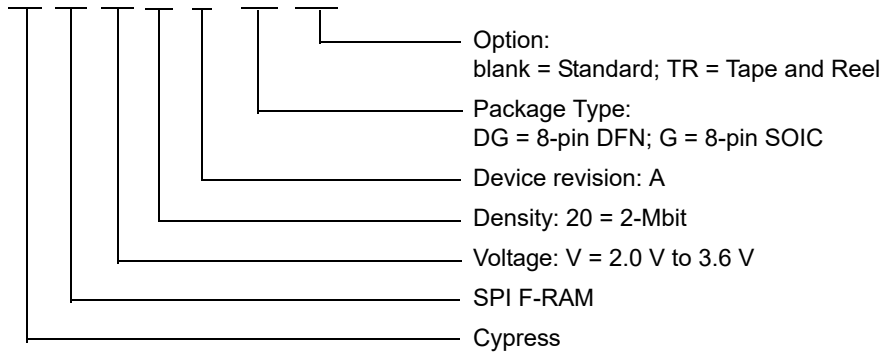 Option:
blank = Standard; TR = Tape and Reel
Package Type:
DG = 8-pin DFN; G = 8-pin SOIC
Device revision: A
Density: 20 = 2-Mbit
Voltage: V = 2.0 V to 3.6 V
SPI F-RAM
Cypress